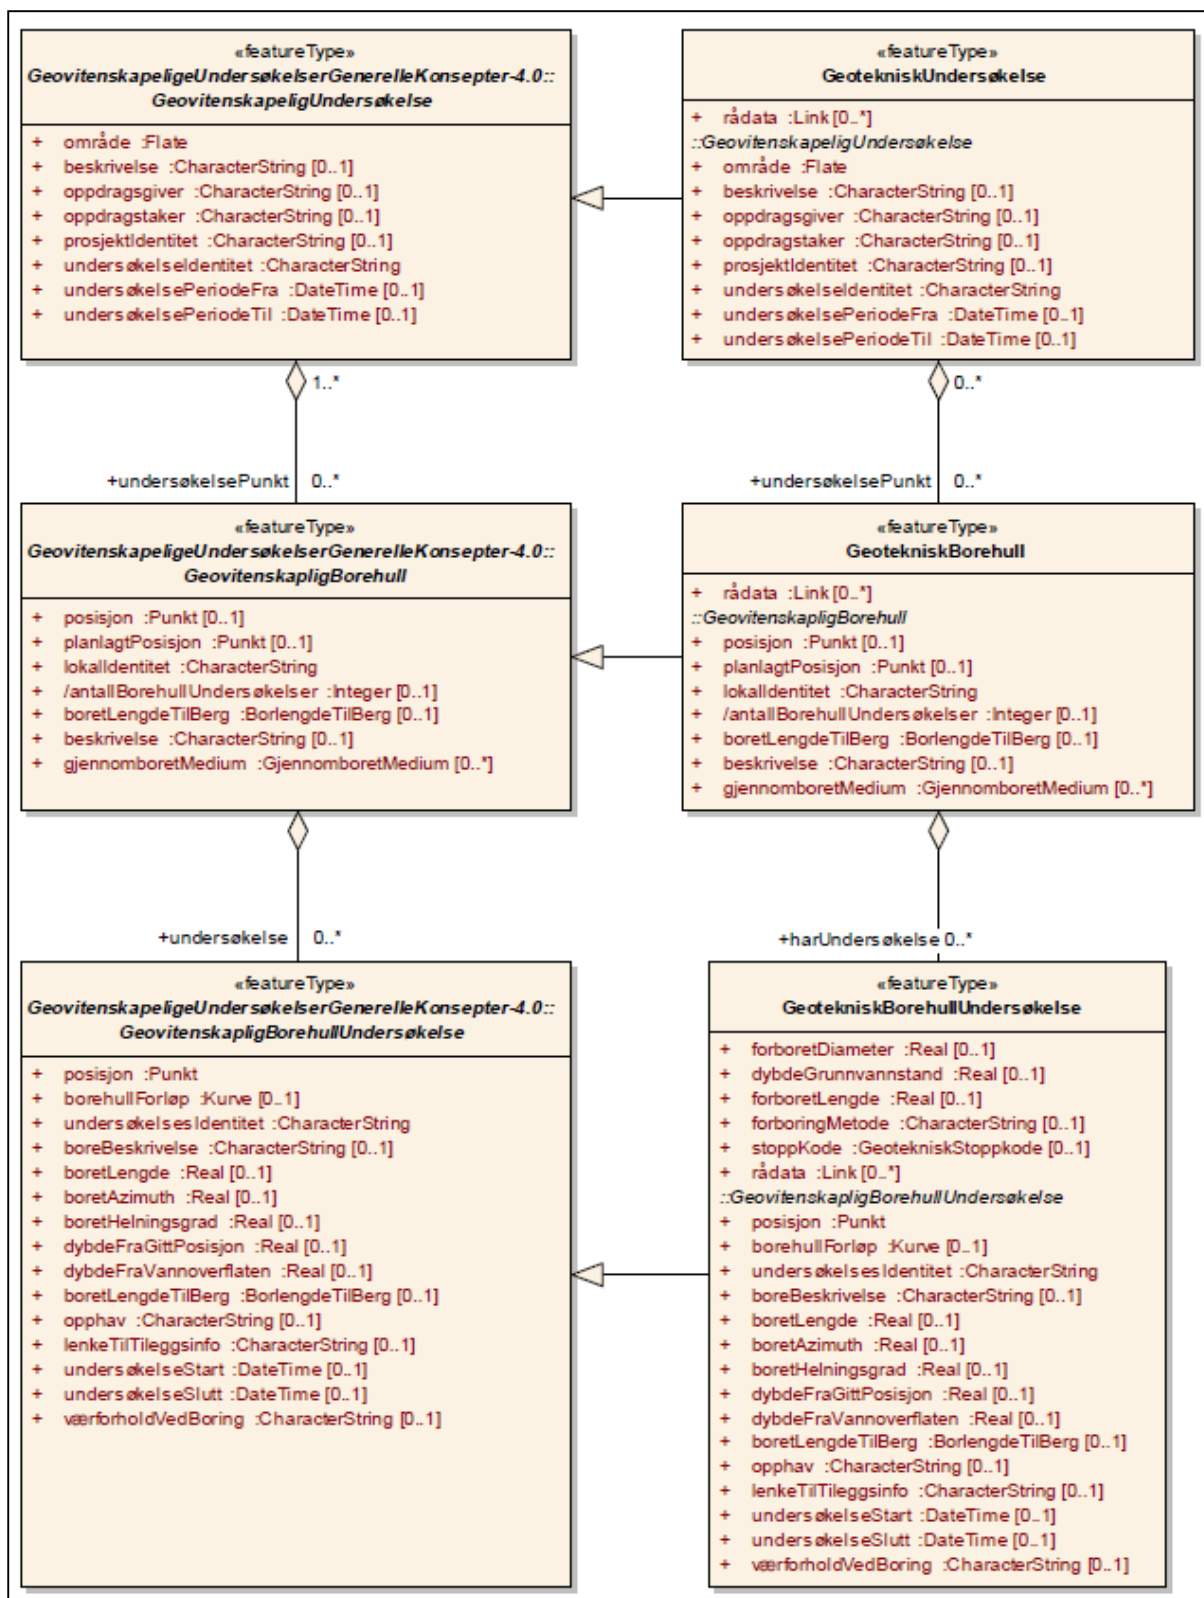 «featureType»
GeovitenskapeligeUndersøkelserGenerelleKonsepter-4.0::
GeovitenskapeligUndersøkelse
+ område :Flate
+ beskrivelse :CharacterString [0..1]
+ oppdragsgiver :CharacterString [0..1]
+ oppdragstaker :CharacterString [0..1]
+ prosjektIdentitet :CharacterString [0..1]
+ undersøkelseIdentitet :CharacterString
+ undersøkelsePeriodeFra :DateTime [0..1]
+ undersøkelsePeriodeTil :DateTime [0..1]
«featureType»
GeotekniskUndersøkelse
+ rådata :Link [0..*]
::GeovitenskapeligUndersøkelse
+ område :Flate
+ beskrivelse :CharacterString [0..1]
+ oppdragsgiver :CharacterString [0..1]
+ oppdragstaker :CharacterString [0..1]
+ prosjektIdentitet :CharacterString [0..1]
+ undersøkelseIdentitet :CharacterString
+ undersøkelsePeriodeFra :DateTime [0..1]
+ undersøkelsePeriodeTil :DateTime [0..1]
1..*
0..*
+undersøkelsePunkt 0..*
+undersøkelsePunkt 0..*
«featureType»
GeovitenskapeligeUndersøkelserGenerelleKonsepter-4.0::
GeovitenskapligBorehull
+ posisjon :Punkt [0..1]
+ planlagtPosisjon :Punkt [0..1]
+ lokalIdentitet :CharacterString
+ /antallBorehullUndersøkelser :Integer [0..1]
+ boretLengdeTilBerg :BorlengdeTilBerg [0..1]
+ beskrivelse :CharacterString [0..1]
+ gjennomboretMedium :GjennomboretMedium [0..*]
«featureType»
GeotekniskBorehull
+ rådata :Link [0..*]
::GeovitenskapligBorehull
+ posisjon :Punkt [0..1]
+ planlagtPosisjon :Punkt [0..1]
+ lokalIdentitet :CharacterString
+ /antallBorehullUndersøkelser :Integer [0..1]
+ boretLengdeTilBerg :BorlengdeTilBerg [0..1]
+ beskrivelse :CharacterString [0..1]
+ gjennomboretMedium :GjennomboretMedium [0..*]
+undersøkelse 0..*
+harUndersøkelse 0..*
«featureType»
GeovitenskapeligeUndersøkelserGenerelleKonsepter-4.0::
GeovitenskapligBorehullUndersøkelse
+ posisjon :Punkt
+ borehullForløp :Kurve [0..1]
+ undersøkelsesIdentitet :CharacterString
+ boreBeskrivelse :CharacterString [0..1]
+ boretLengde :Real [0..1]
+ boretAzimuth :Real [0..1]
+ boretHelningsgrad :Real [0..1]
+ dybdeFraGittPosisjon :Real [0..1]
+ dybdeFraVannoverflaten :Real [0..1]
+ boretLengdeTilBerg :BorlengdeTilBerg [0..1]
+ opphav :CharacterString [0..1]
+ lenkeTilTileggsinfo :CharacterString [0..1]
+ undersøkelseStart :DateTime [0..1]
+ undersøkelseSlutt :DateTime [0..1]
+ værforholdVedBoring :CharacterString [0..1]
«featureType»
GeotekniskBorehullUndersøkelse
+ forboretDiameter :Real [0..1]
+ dybdeGrunnvannstand :Real [0..1]
+ forboretLengde :Real [0..1]
+ forboringMetode :CharacterString [0..1]
+ stoppKode :GeotekniskStoppkode [0..1]
+ rådata :Link [0..*]
::GeovitenskapligBorehullUndersøkelse
+ posisjon :Punkt
+ borehullForløp :Kurve [0..1]
+ undersøkelsesIdentitet :CharacterString
+ boreBeskrivelse :CharacterString [0..1]
+ boretLengde :Real [0..1]
+ boretAzimuth :Real [0..1]
+ boretHelningsgrad :Real [0..1]
+ dybdeFraGittPosisjon :Real [0..1]
+ dybdeFraVannoverflaten :Real [0..1]
+ boretLengdeTilBerg :BorlengdeTilBerg [0..1]
+ opphav :CharacterString [0..1]
+ lenkeTilTileggsinfo :CharacterString [0..1]
+ undersøkelseStart :DateTime [0..1]
+ undersøkelseSlutt :DateTime [0..1]
+ værforholdVedBoring :CharacterString [0..1]